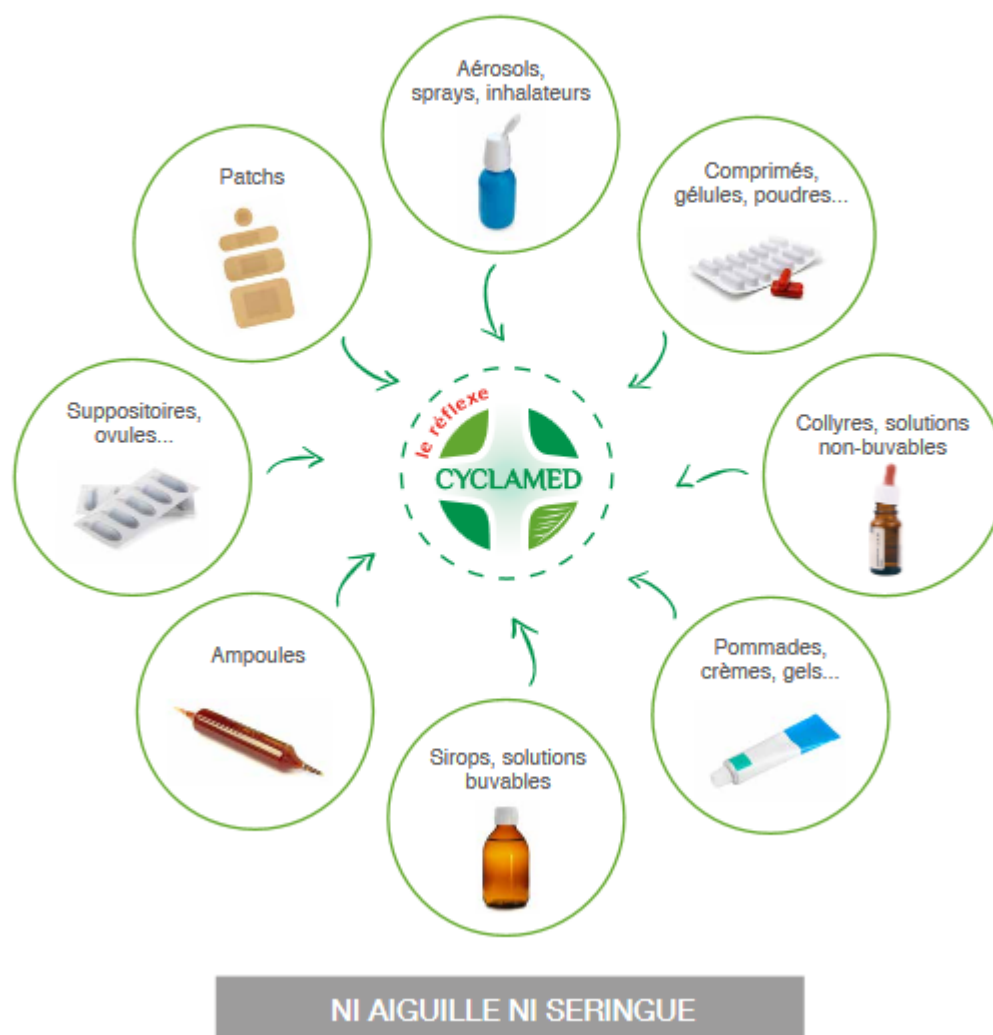 Aérosols,
sprays, inhalateurs
Patchs
Comprimés,
gélules, poudres...
Suppositoires,
ovules...
le réflexe
CYCLAMED
Collyres, solutions
non-buvables
Ampoules
Pommades,
crèmes, gels...
Sirops, solutions
buvables
NI AIGUILLE NI SERINGUE